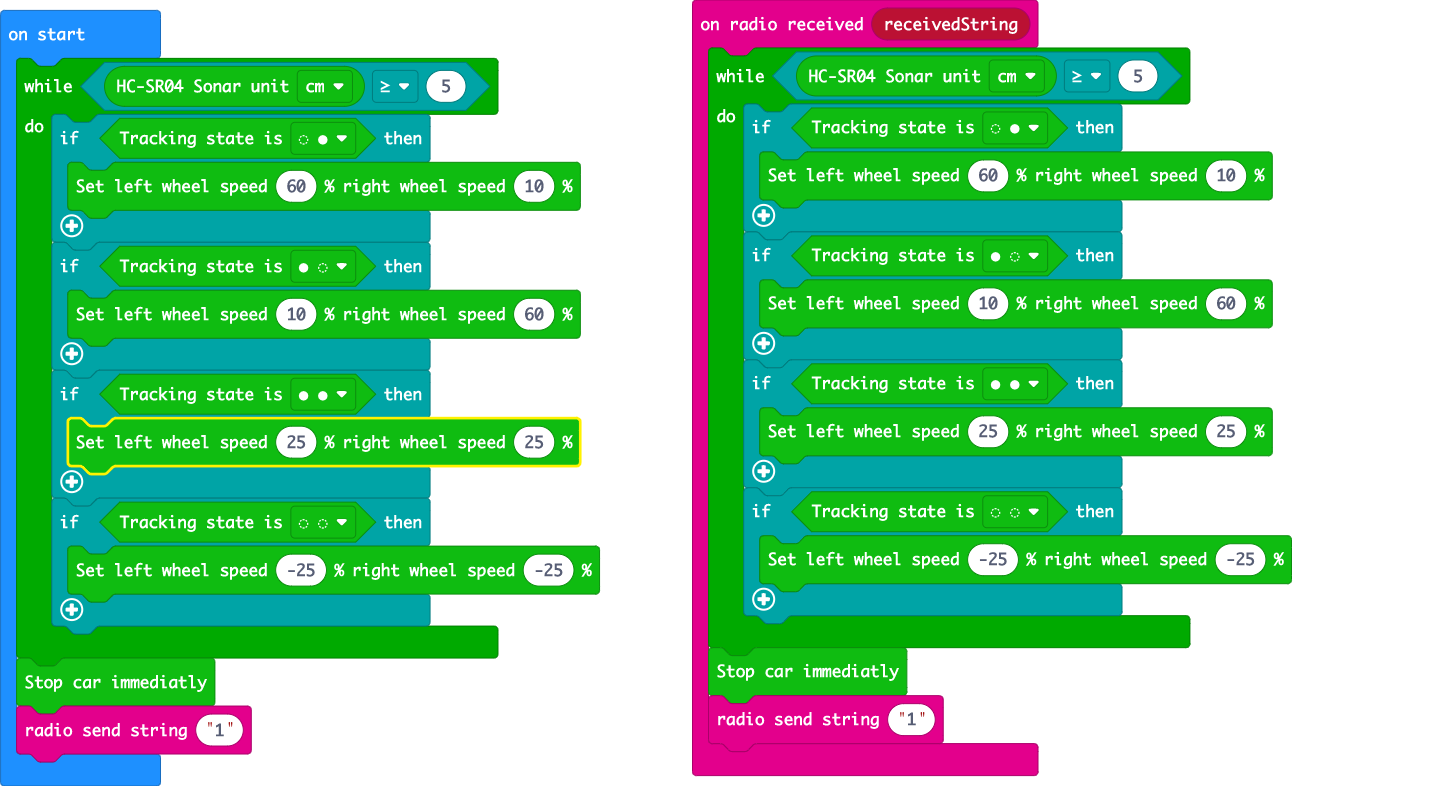 on start
while HC-SR04 Sonar unit cm ≥ 5
do
if Tracking state is ◌ ● then
Set left wheel speed 60 % right wheel speed 10 %
if Tracking state is ● ◌ then
Set left wheel speed 10 % right wheel speed 60 %
if Tracking state is ● ● then
Set left wheel speed 25 % right wheel speed 25 %
if Tracking state is ◌ ◌ then
Set left wheel speed -25 % right wheel speed -25 %
Stop car immediatly
radio send string "1"
on radio received receivedString
while HC-SR04 Sonar unit cm ≥ 5
do
if Tracking state is ◌ ● then
Set left wheel speed 60 % right wheel speed 10 %
if Tracking state is ● ◌ then
Set left wheel speed 10 % right wheel speed 60 %
if Tracking state is ● ● then
Set left wheel speed 25 % right wheel speed 25 %
if Tracking state is ◌ ◌ then
Set left wheel speed -25 % right wheel speed -25 %
Stop car immediatly
radio send string "1"